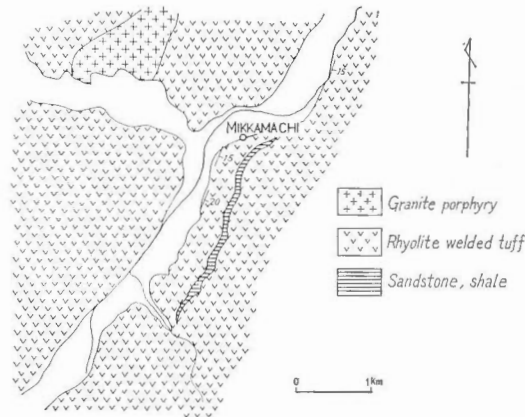 15
MIKKAMACHI
15
20
Granite porphyry
Rhyolite welded tuff
Sandstone, shale
0 1Km